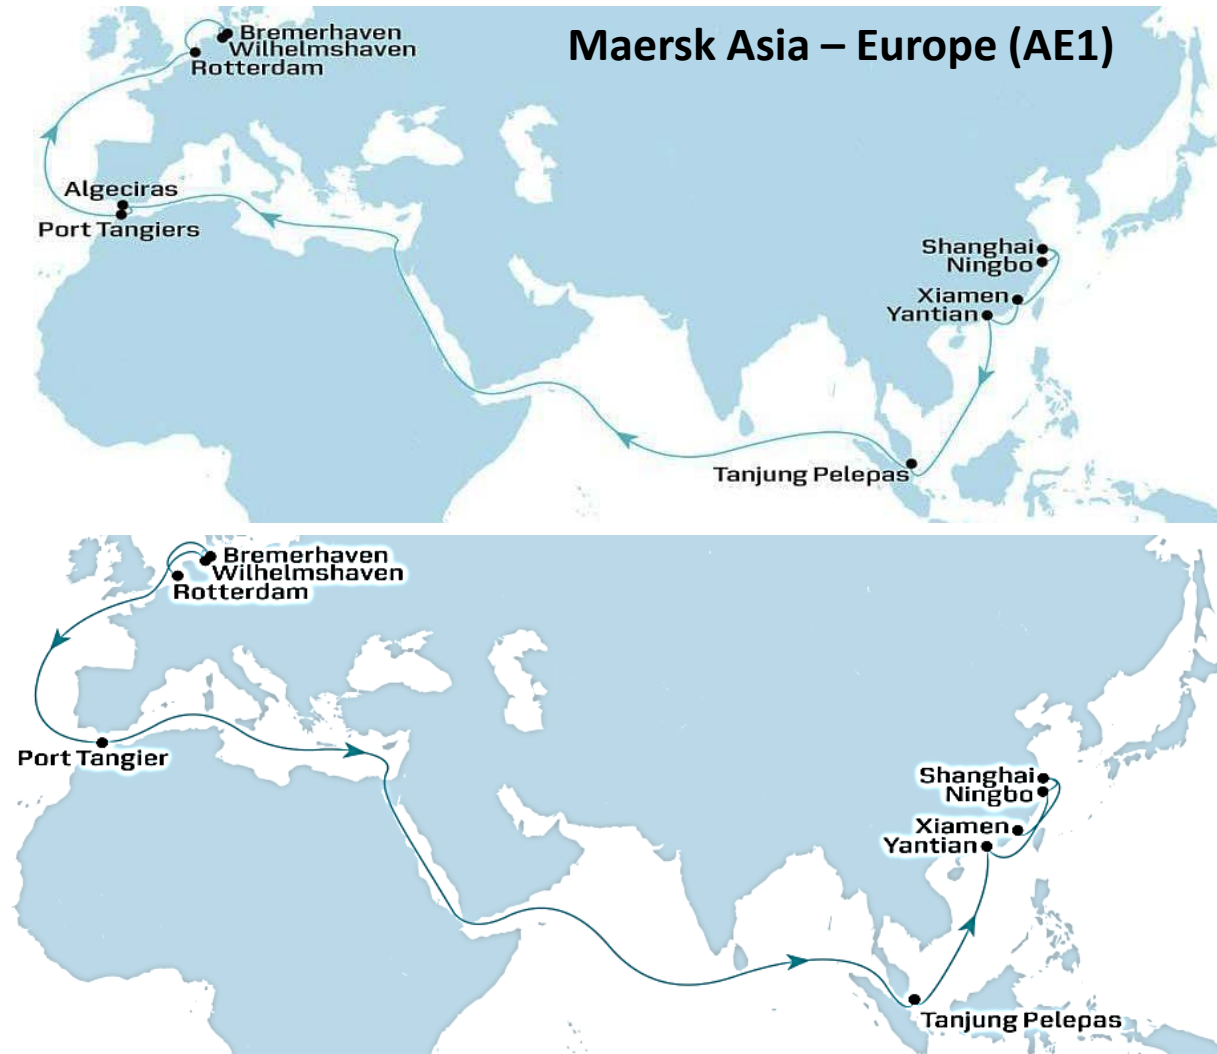 Maersk Asia – Europe (AE1)
Bremerhaven
Wilhelmshaven
Rotterdam
Algeciras
Port Tangiers
Shanghai
Ningbo
Xiamen
Yantian
Tanjung Pelepas
Bremerhaven
Wilhelmshaven
Rotterdam
Port Tangier
Shanghai
Ningbo
Xiamen
Yantian
Tanjung Pelepas